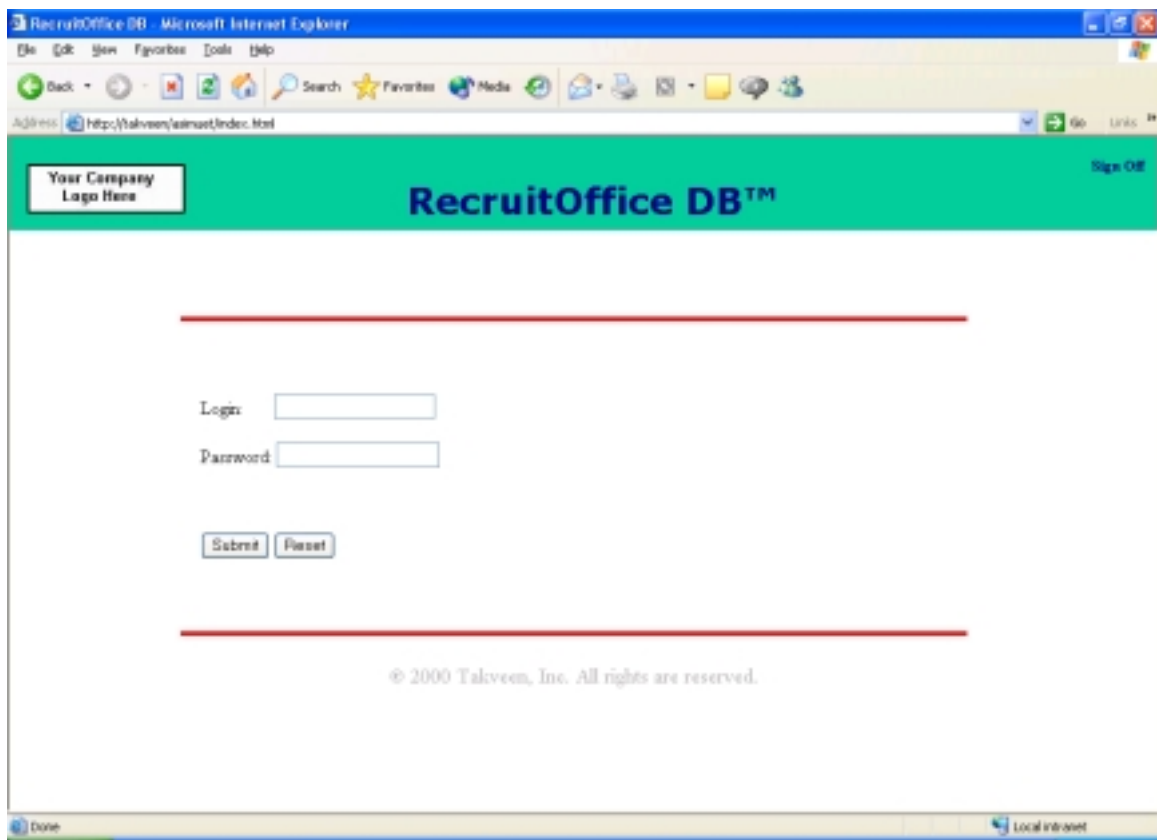 RecruitOffice DB - Microsoft Internet Explorer
File Edit View Favorites Tools Help
Back Search Favorites Media
Address http://takveen/asimuet/index.html Go Links
Your Company
Logo Here
Sign Off
RecruitOffice DB™
Login:
Password:
Submit Reset
© 2000 Takveen, Inc. All rights are reserved.
Done Local intranet